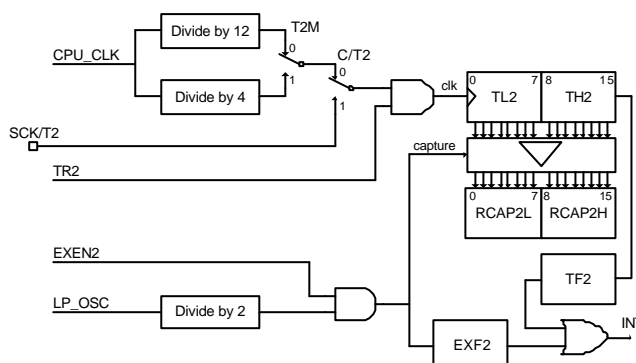 Divide by 12
T2M
0
C/T2
CPU_CLK
0
Divide by 4
1
clk
0 7 8 15
TL2 TH2
1
SCK/T2
capture
TR2
0 7 8 15
RCAP2L RCAP2H
EXEN2
TF2
LP_OSC
Divide by 2
INT
EXF2